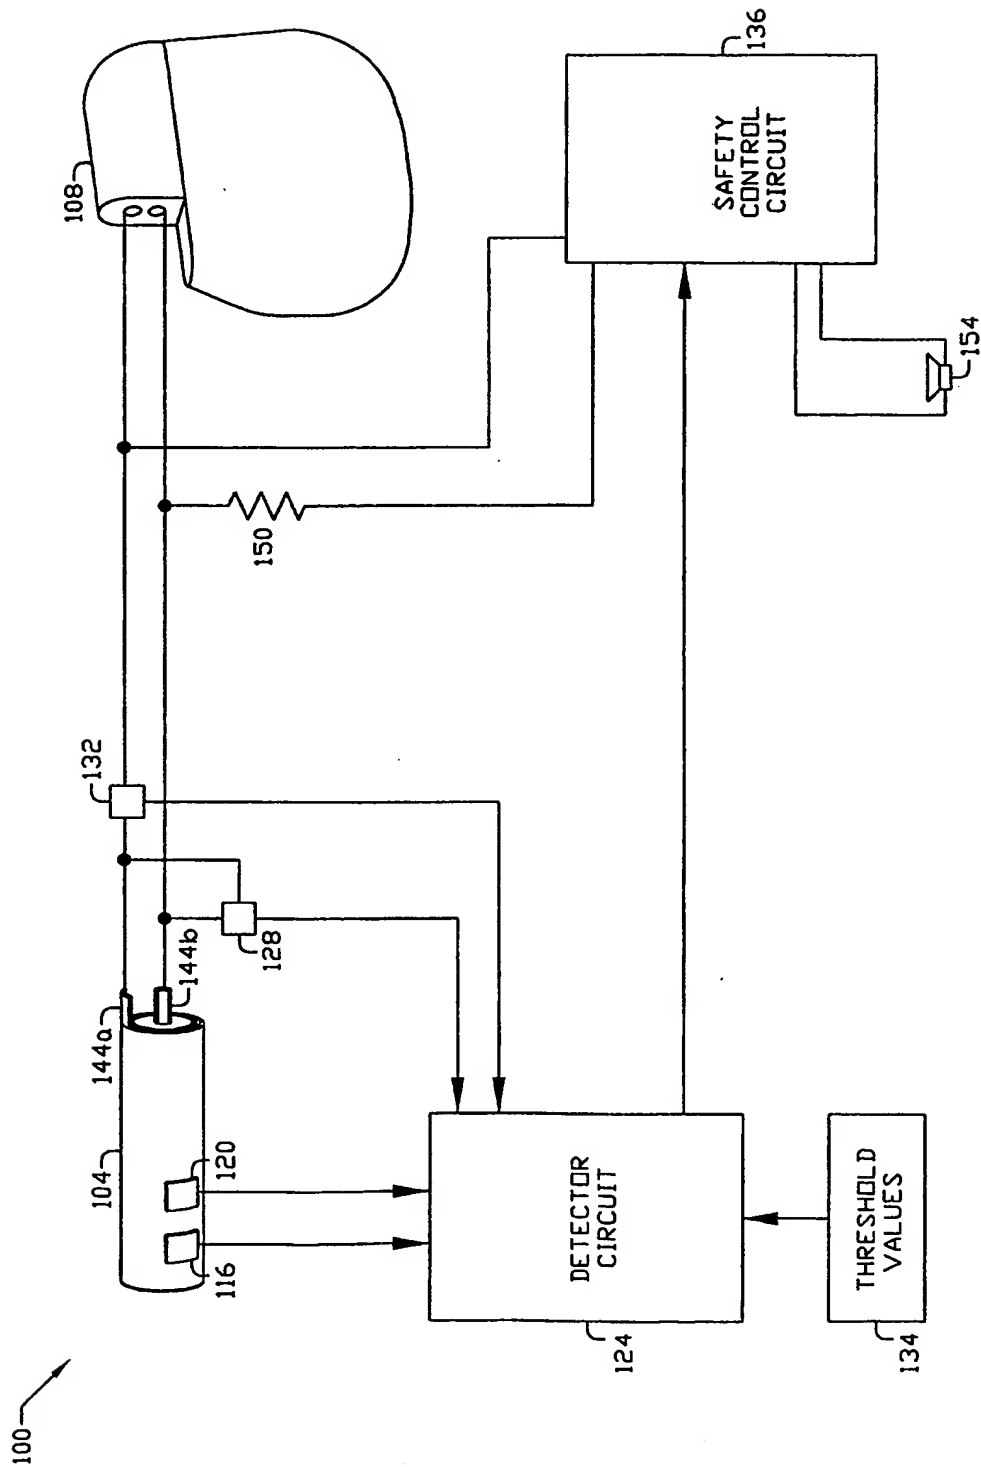 100
104
144a
144b
132
108
116
120
128
150
DETECTOR
CIRCUIT
124
SAFETY
CONTROL
CIRCUIT
136
154
THRESHOLD
VALUES
134